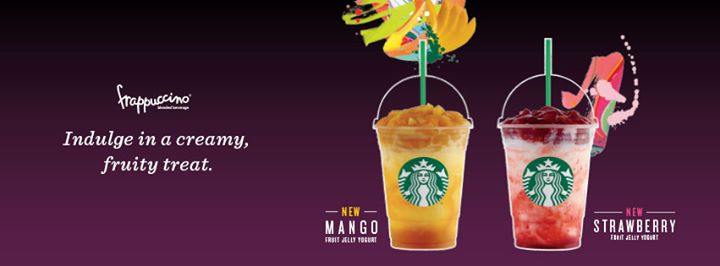 frappuccino®
blended beverage
Indulge in a creamy,
fruity treat.
NEW
MANGO
FRUIT JELLY YOGURT
NEW
STRAWBERRY
FRUIT JELLY YOGURT